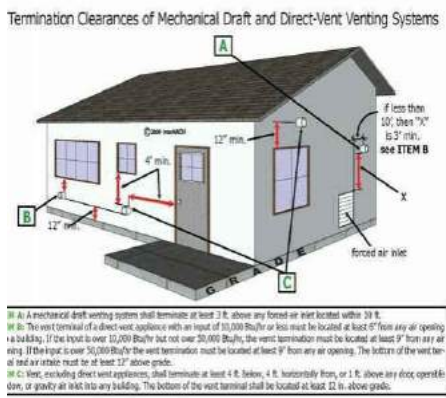 Termination Clearances of Mechanical Draft and Direct-Vent Venting Systems
A
if less than
10', then "X"
is 3' min.
see ITEM B
12" min.
4' min.
B
12" min.
X
forced air inlet
C
GRADE
A: A mechanical draft venting system shall terminate at least 3 ft. above any forced air inlet located within 10 ft.
B: The vent terminal of a direct-vent appliance with an input of 10,000 Btu/hr or less must be located at least 6" from any air opening
a building. If the input is over 10,000 Btu/hr but not over 50,000 Btu/hr, the vent termination must be located at least 9" from any air
ning. If the input is over 50,000 Btu/hr the vent termination must be located at least 9" from any air opening. The bottom of the vent ter-
al and air intake must be at least 12" above grade.
C: Vent, excluding direct vent appliances, shall terminate at least 4 ft. below, 4 ft. horizontally from, or 1 ft. above any door, operable
dow, or gravity air inlet into any building. The bottom of the vent terminal shall be located at least 12 in. above grade.